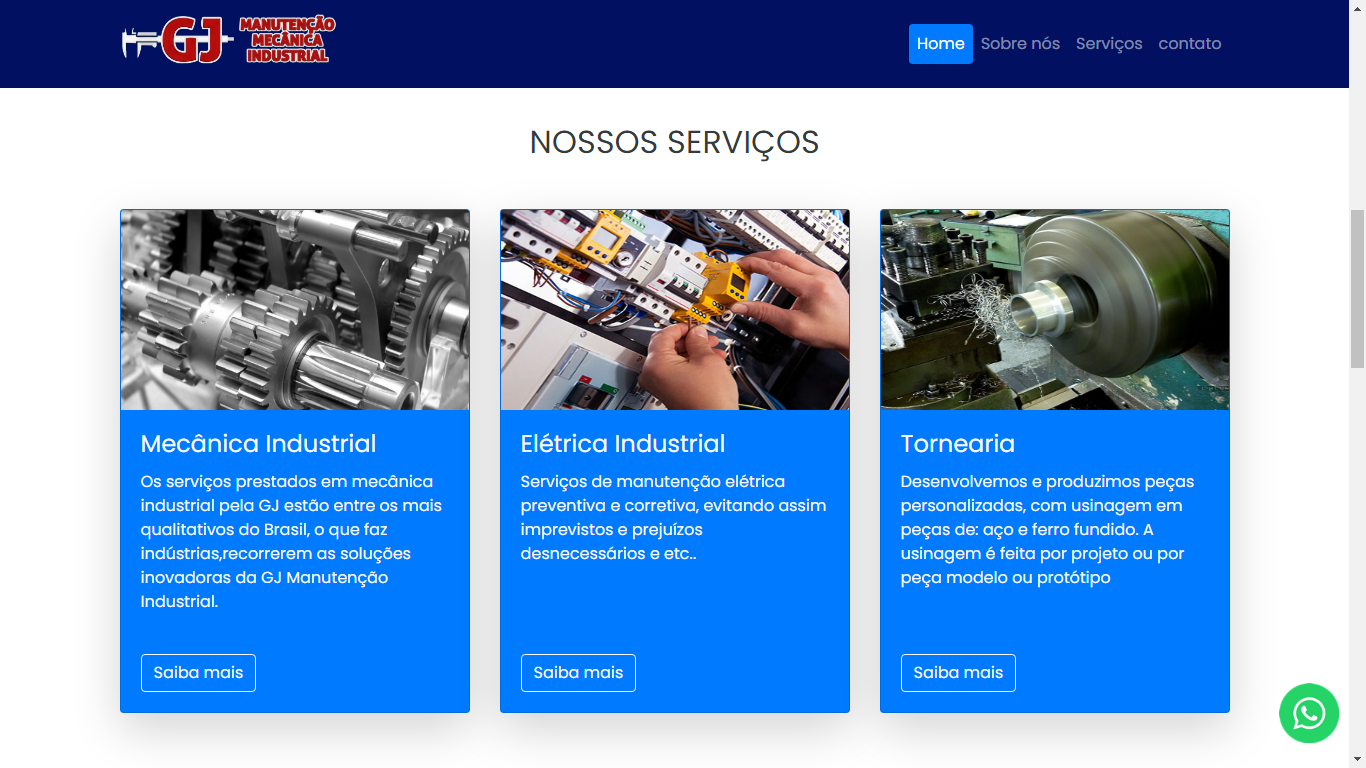 GJ MANUTENÇÃO
MECÂNICA
INDUSTRIAL
Home Sobre nós Serviços contato
NOSSOS SERVIÇOS
Mecânica Industrial
Os serviços prestados em mecânica
industrial pela GJ estão entre os mais
qualitativos do Brasil, o que faz
indústrias,recorrerem as soluções
inovadoras da GJ Manutenção
Industrial.
Saiba mais
Elétrica Industrial
Serviços de manutenção elétrica
preventiva e corretiva, evitando assim
imprevistos e prejuízos
desnecessários e etc..
Saiba mais
Tornearia
Desenvolvemos e produzimos peças
personalizadas, com usinagem em
peças de: aço e ferro fundido. A
usinagem é feita por projeto ou por
peça modelo ou protótipo
Saiba mais